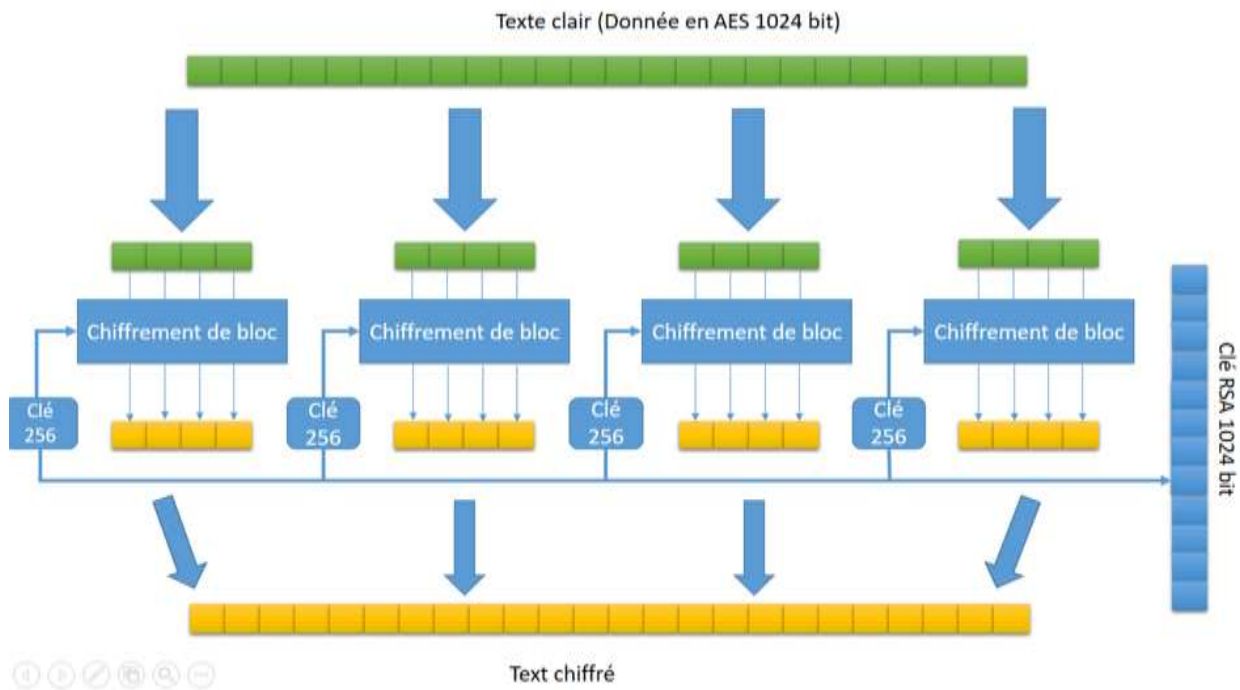 Texte clair (Donnée en AES 1024 bit)
Chiffrement de bloc
Chiffrement de bloc
Chiffrement de bloc
Chiffrement de bloc
Clé
256
Clé
256
Clé
256
Clé
256
Clé RSA 1024 bit
Text chiffré